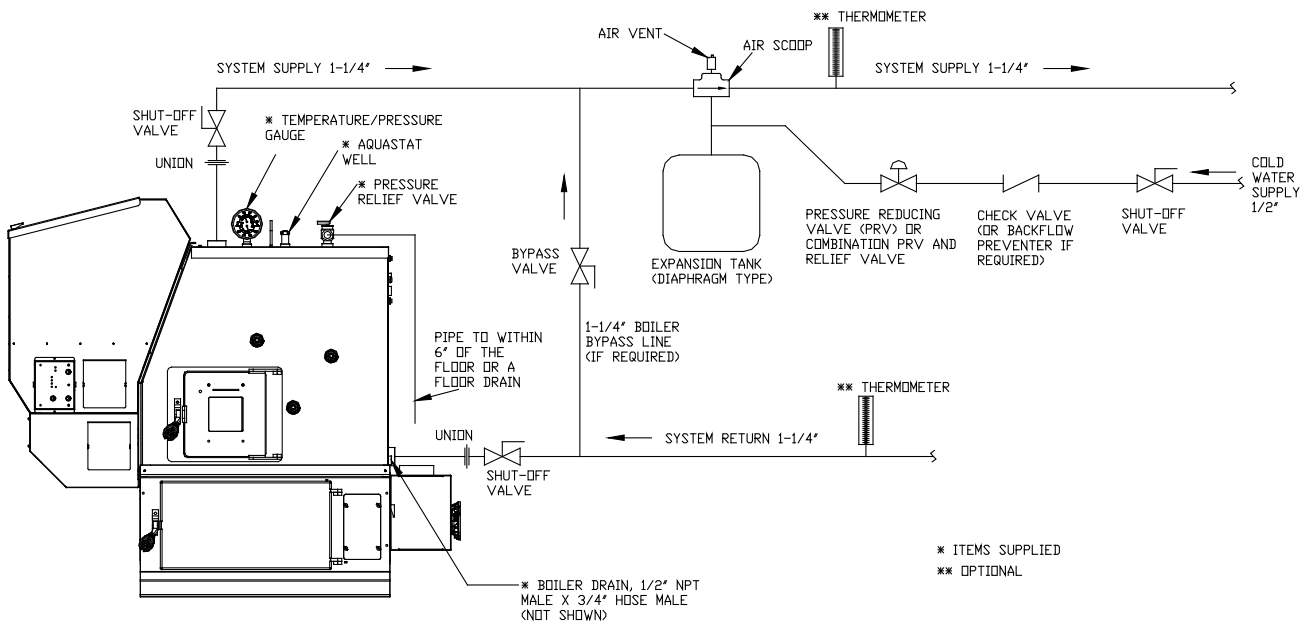 ** THERMOMETER
AIR VENT
AIR SCOOP
SYSTEM SUPPLY 1-1/4"
SYSTEM SUPPLY 1-1/4"
SHUT-OFF
VALVE
* TEMPERATURE/PRESSURE
GAUGE
* AQUASTAT
WELL
UNION
* PRESSURE
RELIEF VALVE
COLD
WATER
SUPPLY
1/2"
BYPASS
VALVE
EXPANSION TANK
(DIAPHRAGM TYPE)
PRESSURE REDUCING
VALVE (PRV) OR
COMBINATION PRV AND
RELIEF VALVE
CHECK VALVE
(OR BACKFLOW
PREVENTER IF
REQUIRED)
SHUT-OFF
VALVE
PIPE TO WITHIN
6" OF THE
FLOOR OR A
FLOOR DRAIN
1-1/4" BOILER
BYPASS LINE
(IF REQUIRED)
** THERMOMETER
UNION
SYSTEM RETURN 1-1/4"
SHUT-OFF
VALVE
* ITEMS SUPPLIED
** OPTIONAL
* BOILER DRAIN, 1/2" NPT
MALE X 3/4" HOSE MALE
(NOT SHOWN)